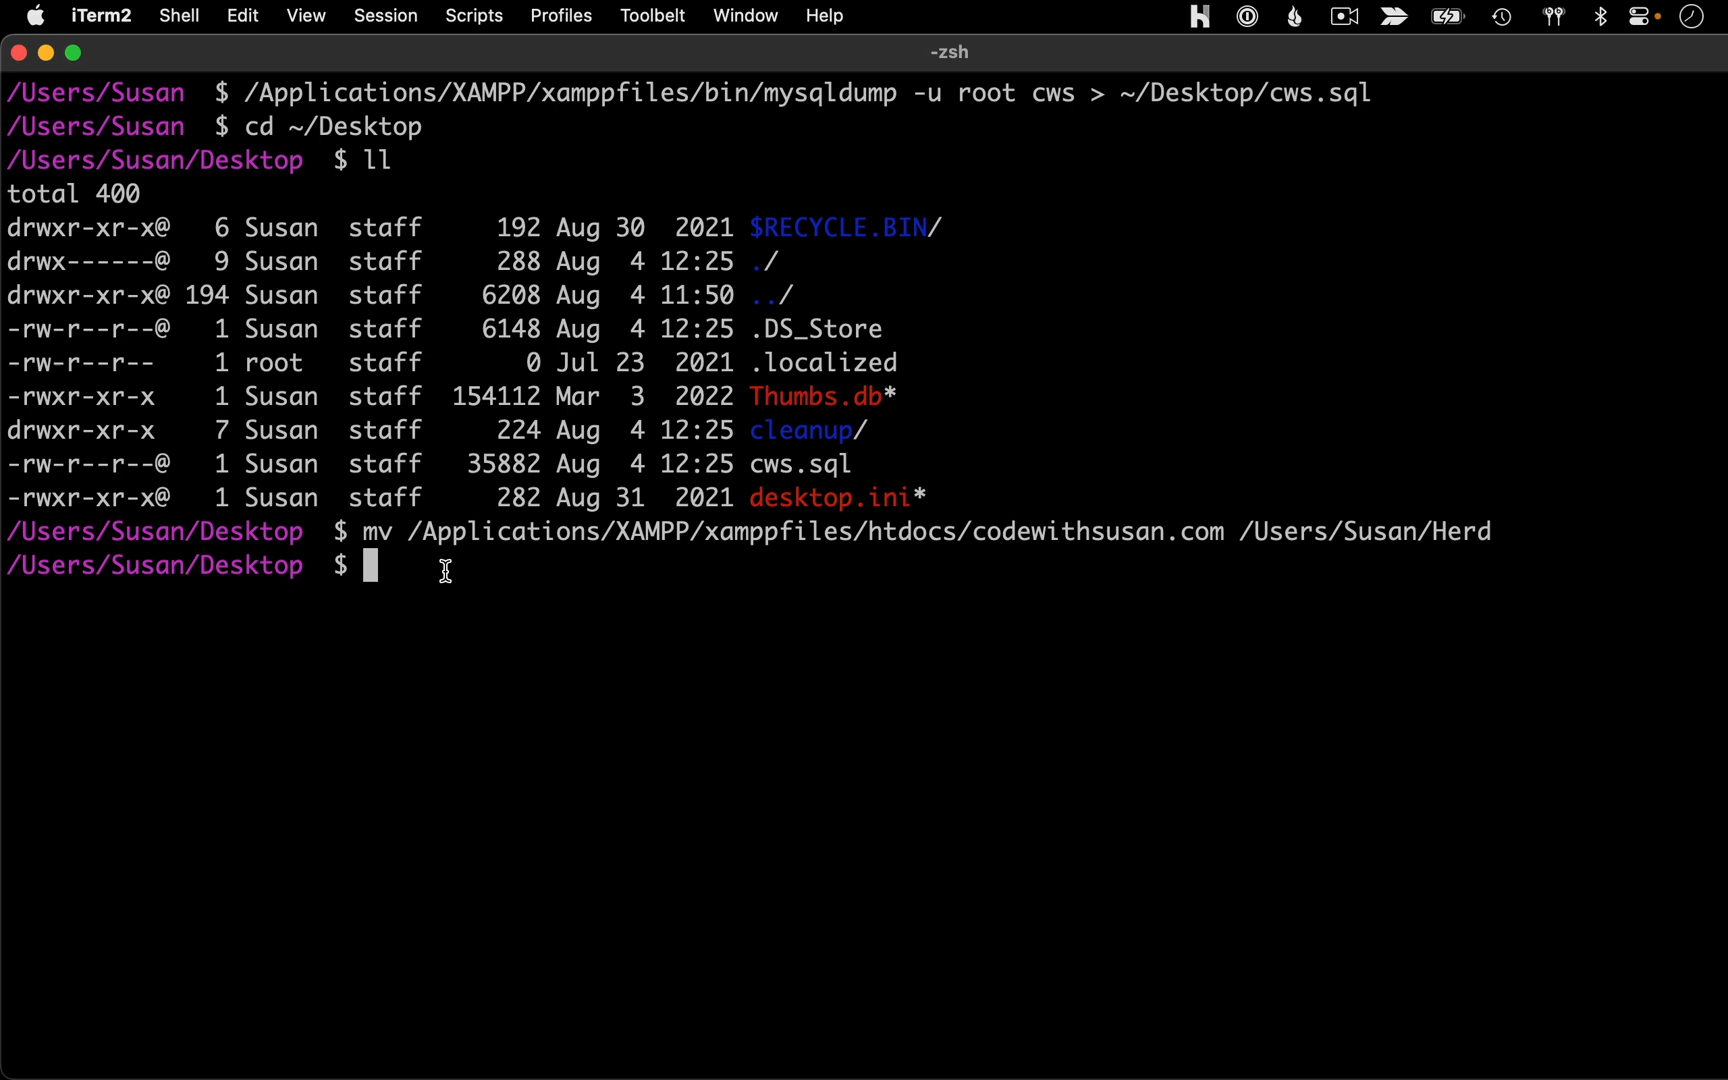 iTerm2 Shell Edit View Session Scripts Profiles Toolbelt Window Help
-zsh
/Users/Susan $ /Applications/XAMPP/xamppfiles/bin/mysqldump -u root cws > ~/Desktop/cws.sql
/Users/Susan $ cd ~/Desktop
/Users/Susan/Desktop $ ll
total 400
drwxr-xr-x@ 6 Susan staff 192 Aug 30 2021 $RECYCLE.BIN/
drwx------@ 9 Susan staff 288 Aug 4 12:25 ./
drwxr-xr-x@ 194 Susan staff 6208 Aug 4 11:50 ../
-rw-r--r--@ 1 Susan staff 6148 Aug 4 12:25 .DS_Store
-rw-r--r-- 1 root staff 0 Jul 23 2021 .localized
-rwxr-xr-x 1 Susan staff 154112 Mar 3 2022 Thumbs.db*
drwxr-xr-x 7 Susan staff 224 Aug 4 12:25 cleanup/
-rw-r--r--@ 1 Susan staff 35882 Aug 4 12:25 cws.sql
-rwxr-xr-x@ 1 Susan staff 282 Aug 31 2021 desktop.ini*
/Users/Susan/Desktop $ mv /Applications/XAMPP/xamppfiles/htdocs/codewithsusan.com /Users/Susan/Herd
/Users/Susan/Desktop $